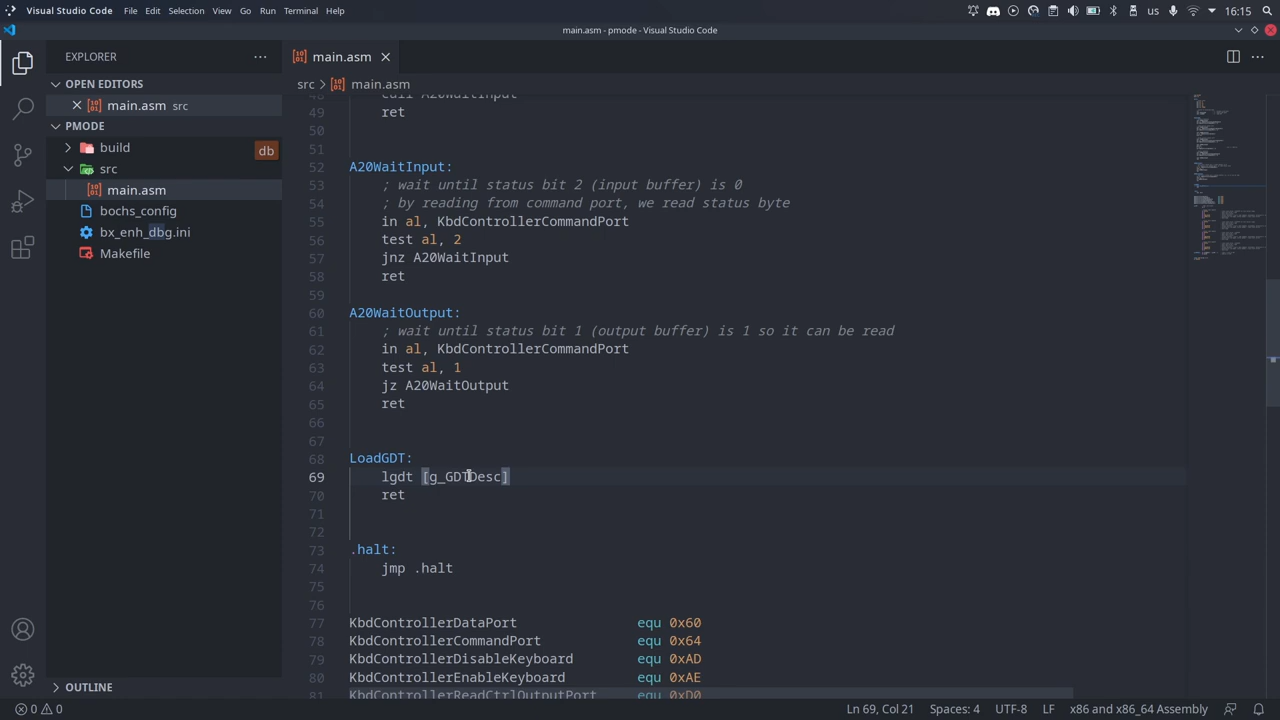 Visual Studio Code File Edit Selection View Go Run Terminal Help us 16:15
main.asm - pmode - Visual Studio Code
EXPLORER
main.asm
OPEN EDITORS
src > main.asm
main.asm src
PMODE
build db
src
main.asm
bochs_config
bx_enh_dbg.ini
Makefile
48 call A20WaitInput
49 ret
50
51
52 A20WaitInput:
53 ; wait until status bit 2 (input buffer) is 0
54 ; by reading from command port, we read status byte
55 in al, KbdControllerCommandPort
56 test al, 2
57 jnz A20WaitInput
58 ret
59
60 A20WaitOutput:
61 ; wait until status bit 1 (output buffer) is 1 so it can be read
62 in al, KbdControllerCommandPort
63 test al, 1
64 jz A20WaitOutput
65 ret
66
67
68 LoadGDT:
69 lgdt [g_GDTDesc]
70 ret
71
72
73 .halt:
74 jmp .halt
75
76
77 KbdControllerDataPort equ 0x60
78 KbdControllerCommandPort equ 0x64
79 KbdControllerDisableKeyboard equ 0xAD
80 KbdControllerEnableKeyboard equ 0xAE
81 KbdControllerReadCtrlOutputPort equ 0xD0
OUTLINE
0 0 Ln 69, Col 21 Spaces: 4 UTF-8 LF x86 and x86_64 Assembly